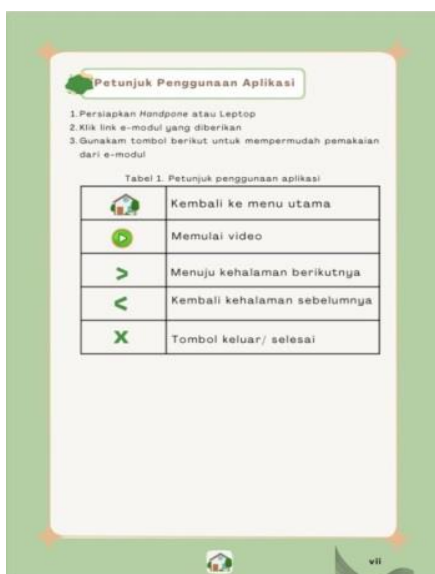 Petunjuk Penggunaan Aplikasi
1.Persiapkan Handpone atau Leptop
2.Klik link e-modul yang diberikan
3.Gunakam tombol berikut untuk mempermudah pemakaian
dari e-modul
Tabel 1. Petunjuk penggunaan aplikasi
Kembali ke menu utama
Memulai video
> Menuju kehalaman berikutnya
< Kembali kehalaman sebelumnya
X Tombol keluar/ selesai
vii